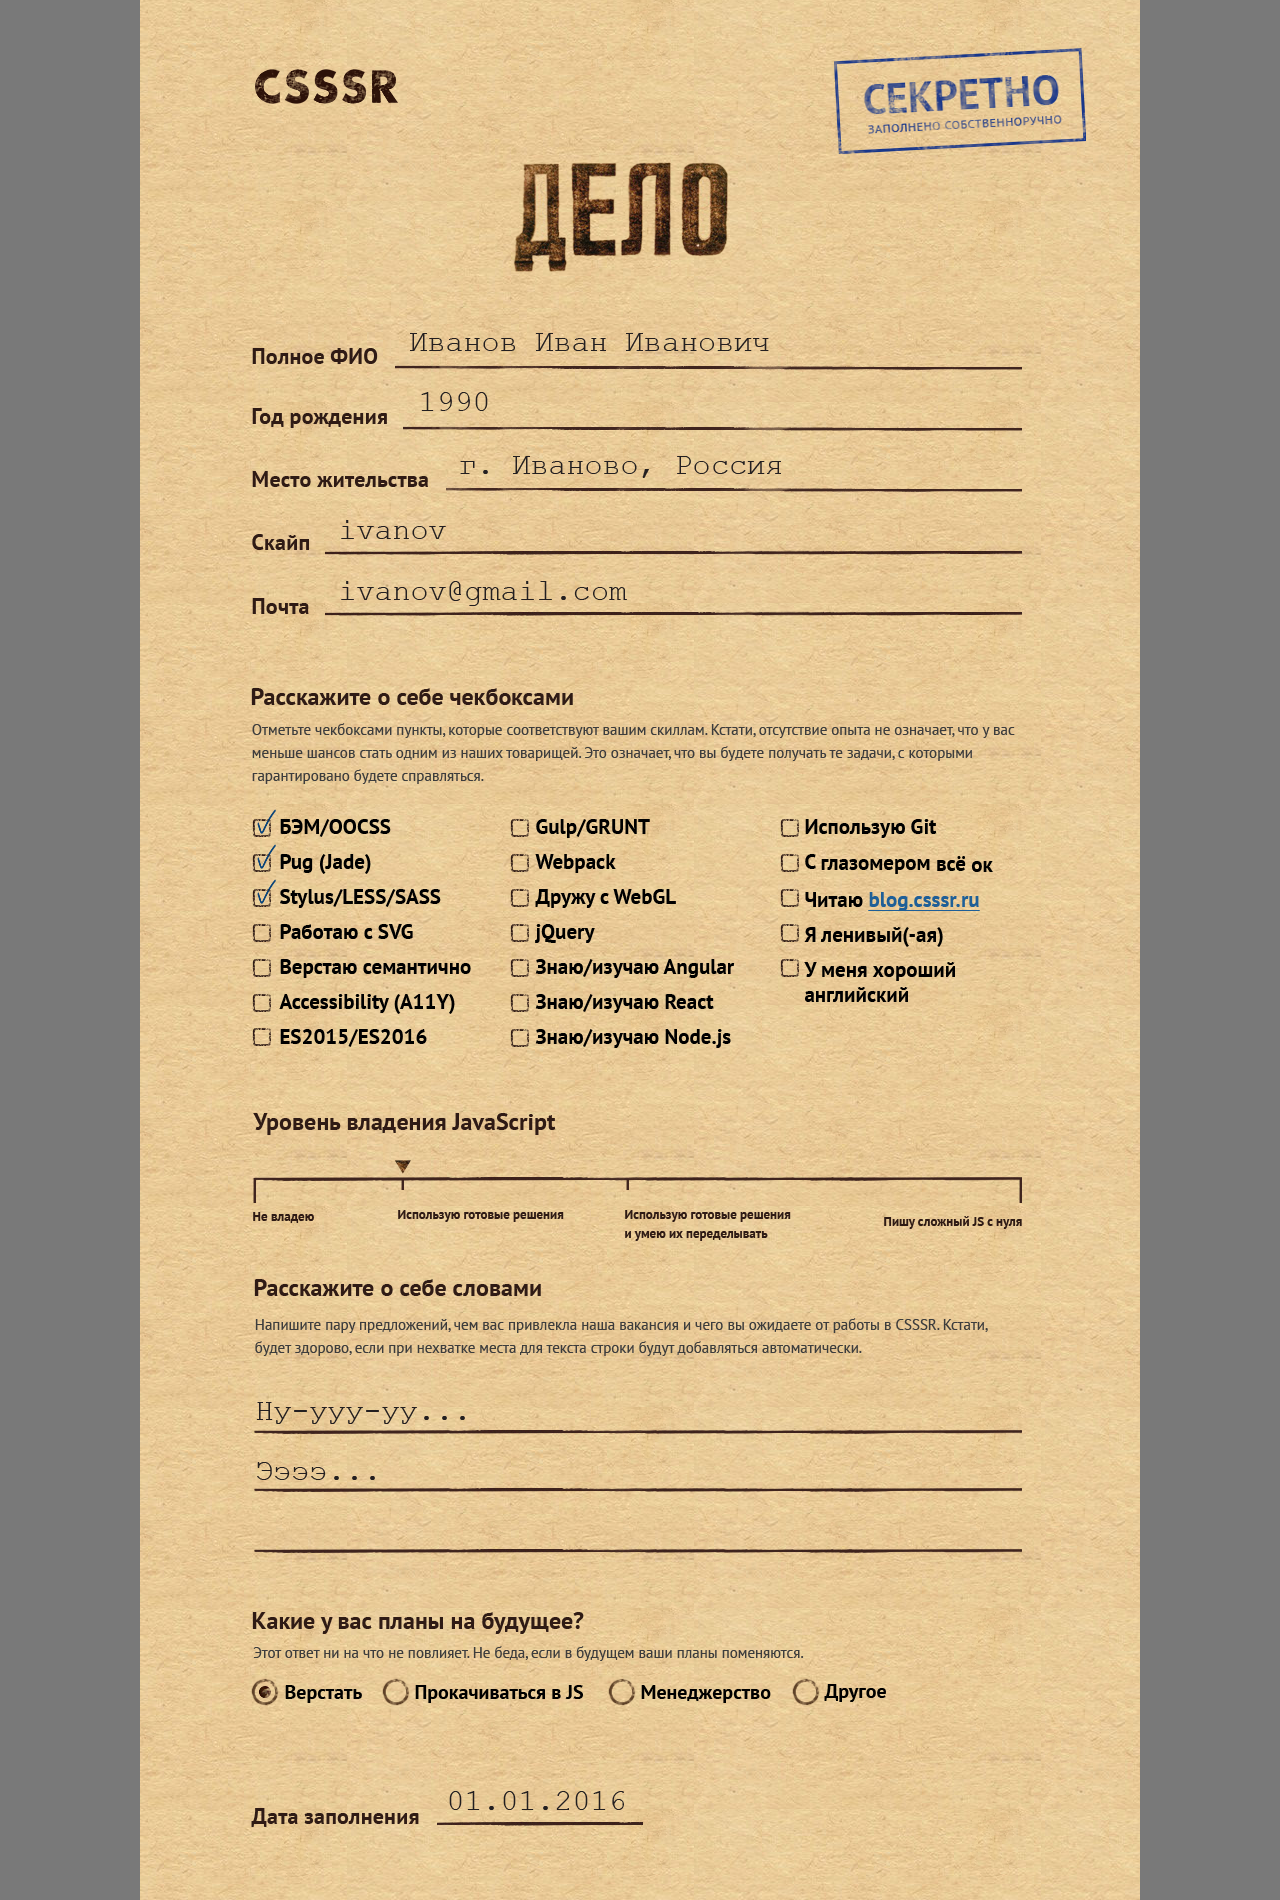 CSSSR
СЕКРЕТНО
ЗАПОЛНЕНО СОБСТВЕННОРУЧНО
ДЕЛО
Полное ФИО Иванов Иван Иванович
Год рождения 1990
Место жительства г. Иваново, Россия
Скайп ivanov
Почта ivanov@gmail.com
Расскажите о себе чекбоксами
Отметьте чекбоксами пункты, которые соответствуют вашим скиллам. Кстати, отсутствие опыта не означает, что у вас
меньше шансов стать одним из наших товарищей. Это означает, что вы будете получать те задачи, с которыми
гарантировано будете справляться.
БЭМ/OOCSS
Pug (Jade)
Stylus/LESS/SASS
Работаю с SVG
Верстаю семантично
Accessibility (A11Y)
ES2015/ES2016
Gulp/GRUNT
Webpack
Дружу с WebGL
jQuery
Знаю/изучаю Angular
Знаю/изучаю React
Знаю/изучаю Node.js
Использую Git
С глазомером всё ок
Читаю blog.csssr.ru
Я ленивый(-ая)
У меня хороший
английский
Уровень владения JavaScript
Не владею
Использую готовые решения
Использую готовые решения
и умею их переделывать
Пишу сложный JS с нуля
Расскажите о себе словами
Напишите пару предложений, чем вас привлекла наша вакансия и чего вы ожидаете от работы в CSSSR. Кстати,
будет здорово, если при нехватке места для текста строки будут добавляться автоматически.
Ну-ууу-уу...
Ээээ...
Какие у вас планы на будущее?
Этот ответ ни на что не повлияет. Не беда, если в будущем ваши планы поменяются.
Верстать Прокачиваться в JS Менеджерство Другое
Дата заполнения 01.01.2016